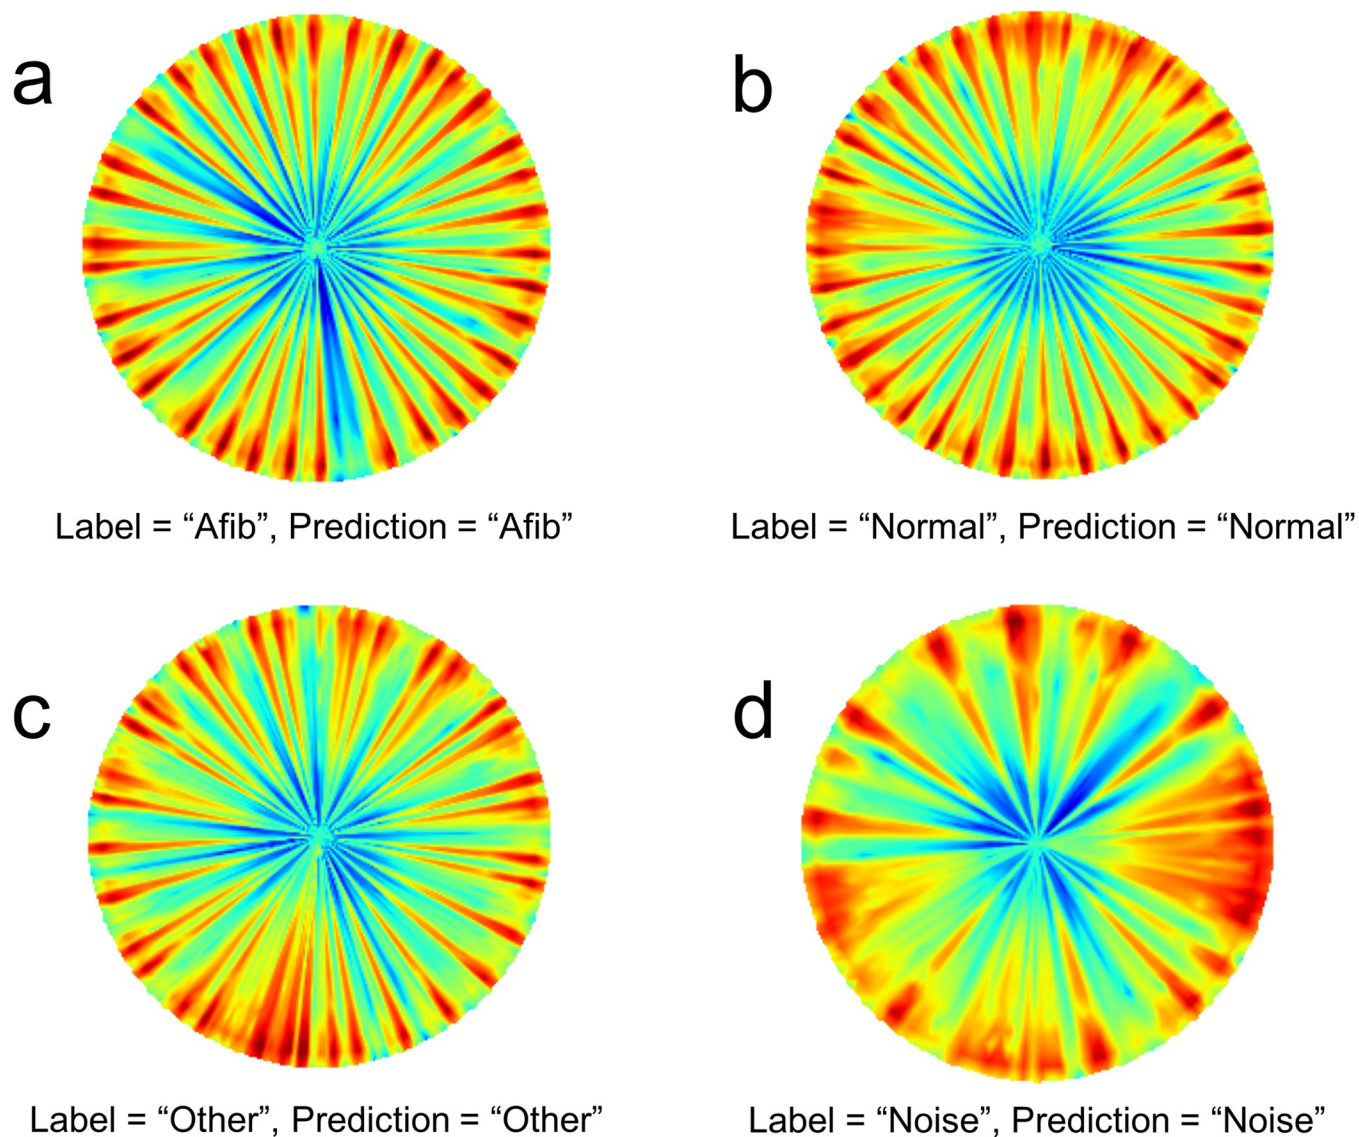 a
b
Label = “Afib”, Prediction = “Afib”
Label = “Normal”, Prediction = “Normal”
c
d
Label = “Other”, Prediction = “Other”
Label = “Noise”, Prediction = “Noise”